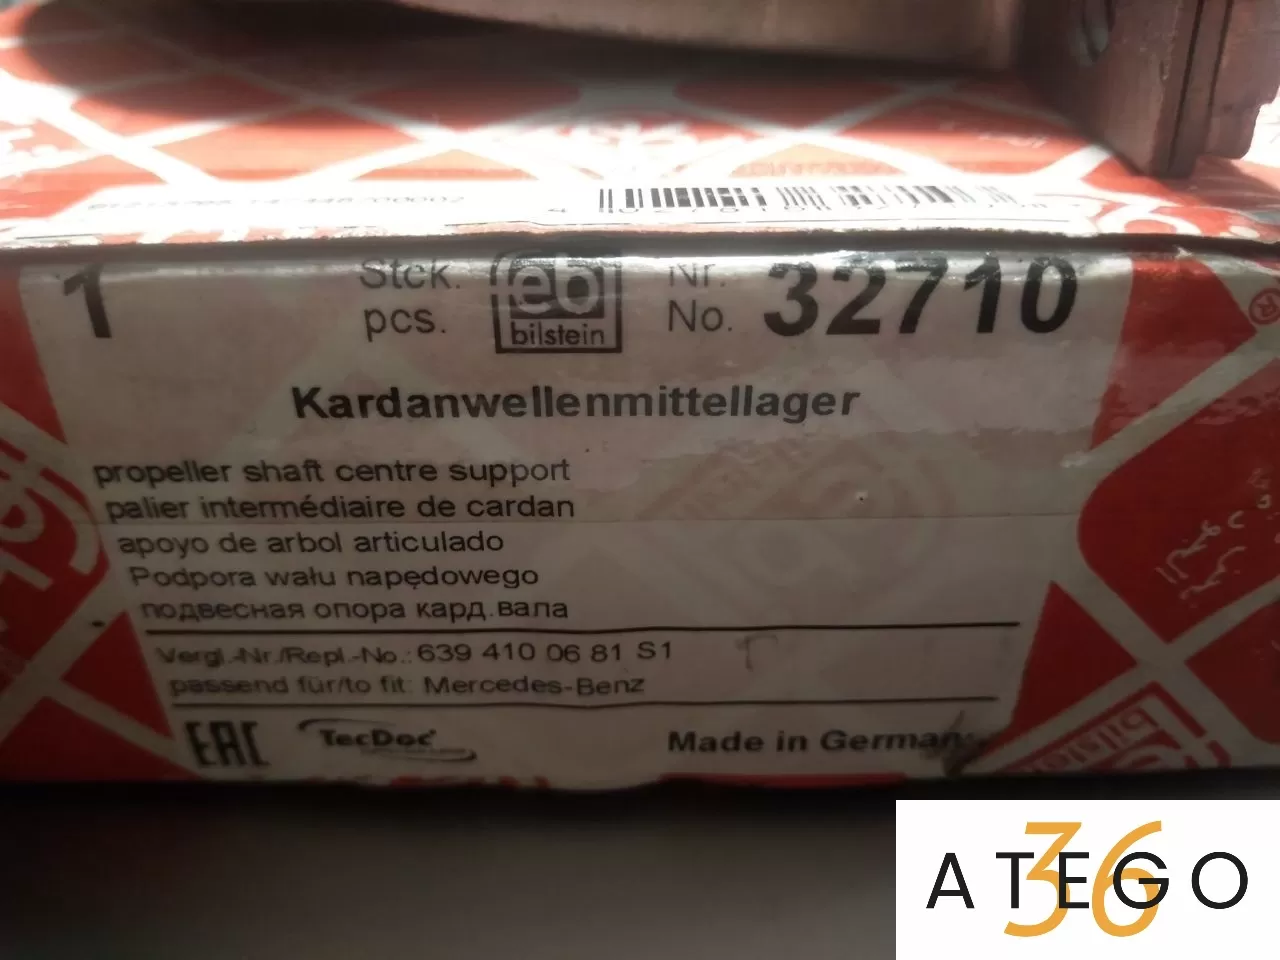 1 Stck. pcs. feb bilstein Nr. No. 32710
Kardanwellenmittellager
propeller shaft centre support
palier intermédiaire de cardan
apoyo de arbol articulado
Podpora wału napędowego
подвесная опора кард.вала
Vergl.-Nr./Repl.-No.: 639 410 06 81 S1
passend für/to fit: Mercedes-Benz
EAC TecDoc Made in Germany
ATEGO 36